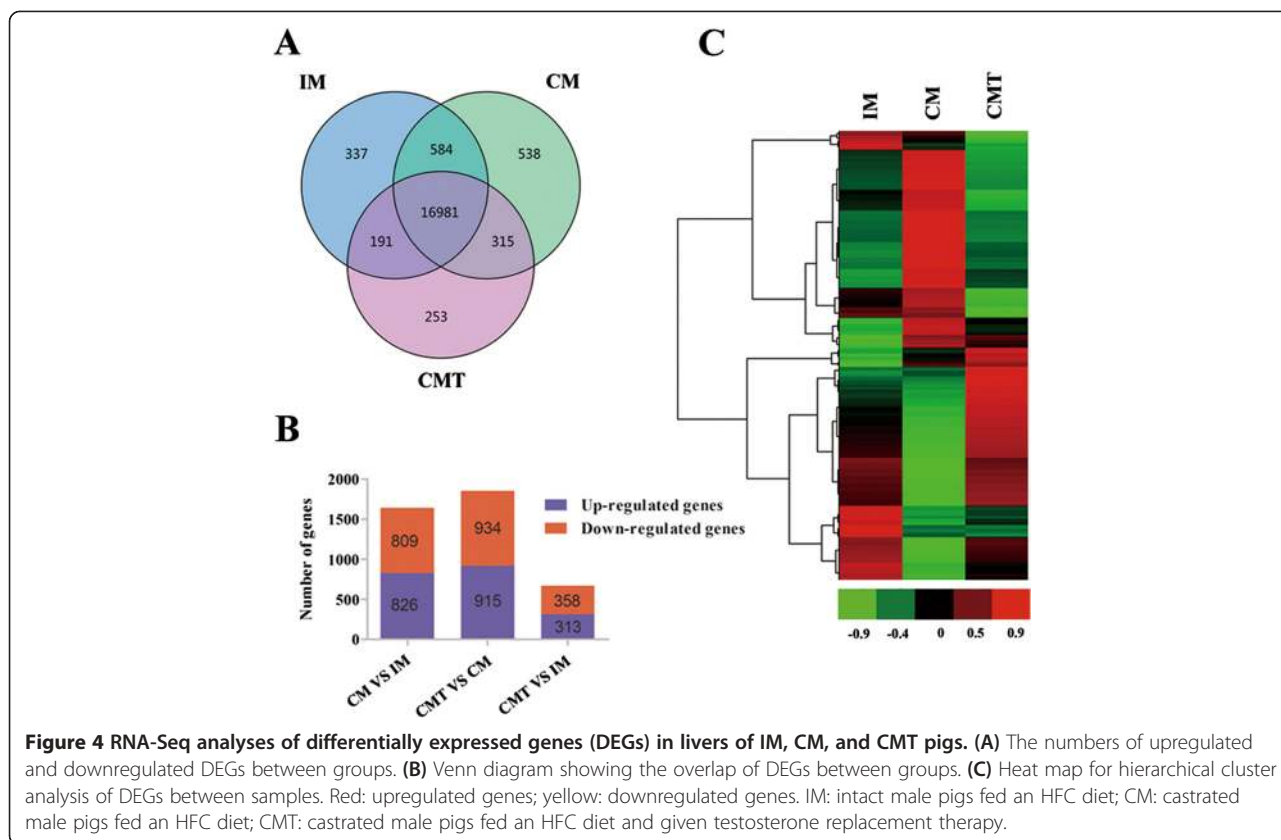 A
IM
CM
337
584
538
16981
191
315
253
CMT
B
2000
1500
1000
500
0
Number of genes
809
826
934
915
358
313
CM VS IM
CMT VS CM
CMT VS IM
Up-regulated genes
Down-regulated genes
C
IM
CM
CMT
-0.9 -0.4 0 0.5 0.9
Figure 4 RNA-Seq analyses of differentially expressed genes (DEGs) in livers of IM, CM, and CMT pigs. (A) The numbers of upregulated
and downregulated DEGs between groups. (B) Venn diagram showing the overlap of DEGs between groups. (C) Heat map for hierarchical cluster
analysis of DEGs between samples. Red: upregulated genes; yellow: downregulated genes. IM: intact male pigs fed an HFC diet; CM: castrated
male pigs fed an HFC diet; CMT: castrated male pigs fed an HFC diet and given testosterone replacement therapy.